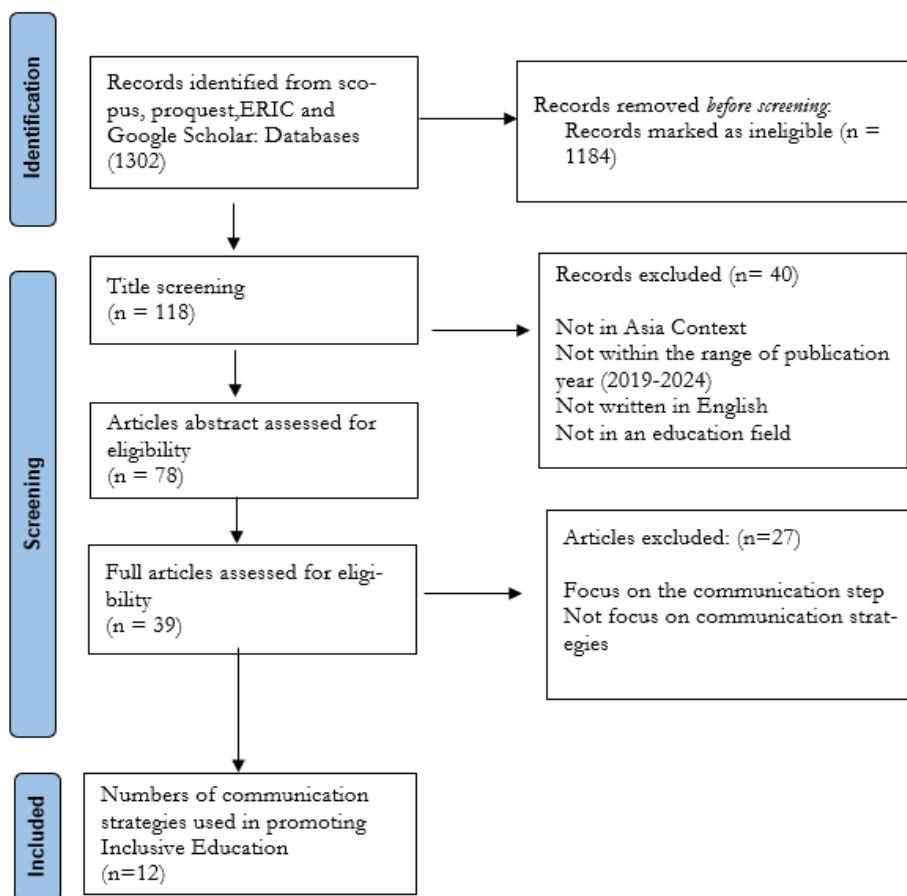 Identification
Records identified from sco-
pus, proquest,ERIC and
Google Scholar: Databases
(1302)
Records removed before screening:
Records marked as ineligible (n =
1184)
Screening
Title screening
(n = 118)
Records excluded (n= 40)
Not in Asia Context
Not within the range of publication
year (2019-2024)
Not written in English
Not in an education field
Articles abstract assessed for
eligibility
(n = 78)
Full articles assessed for eligi-
bility
(n = 39)
Articles excluded: (n=27)
Focus on the communication step
Not focus on communication strat-
egies
Included
Numbers of communication
strategies used in promoting
Inclusive Education
(n=12)